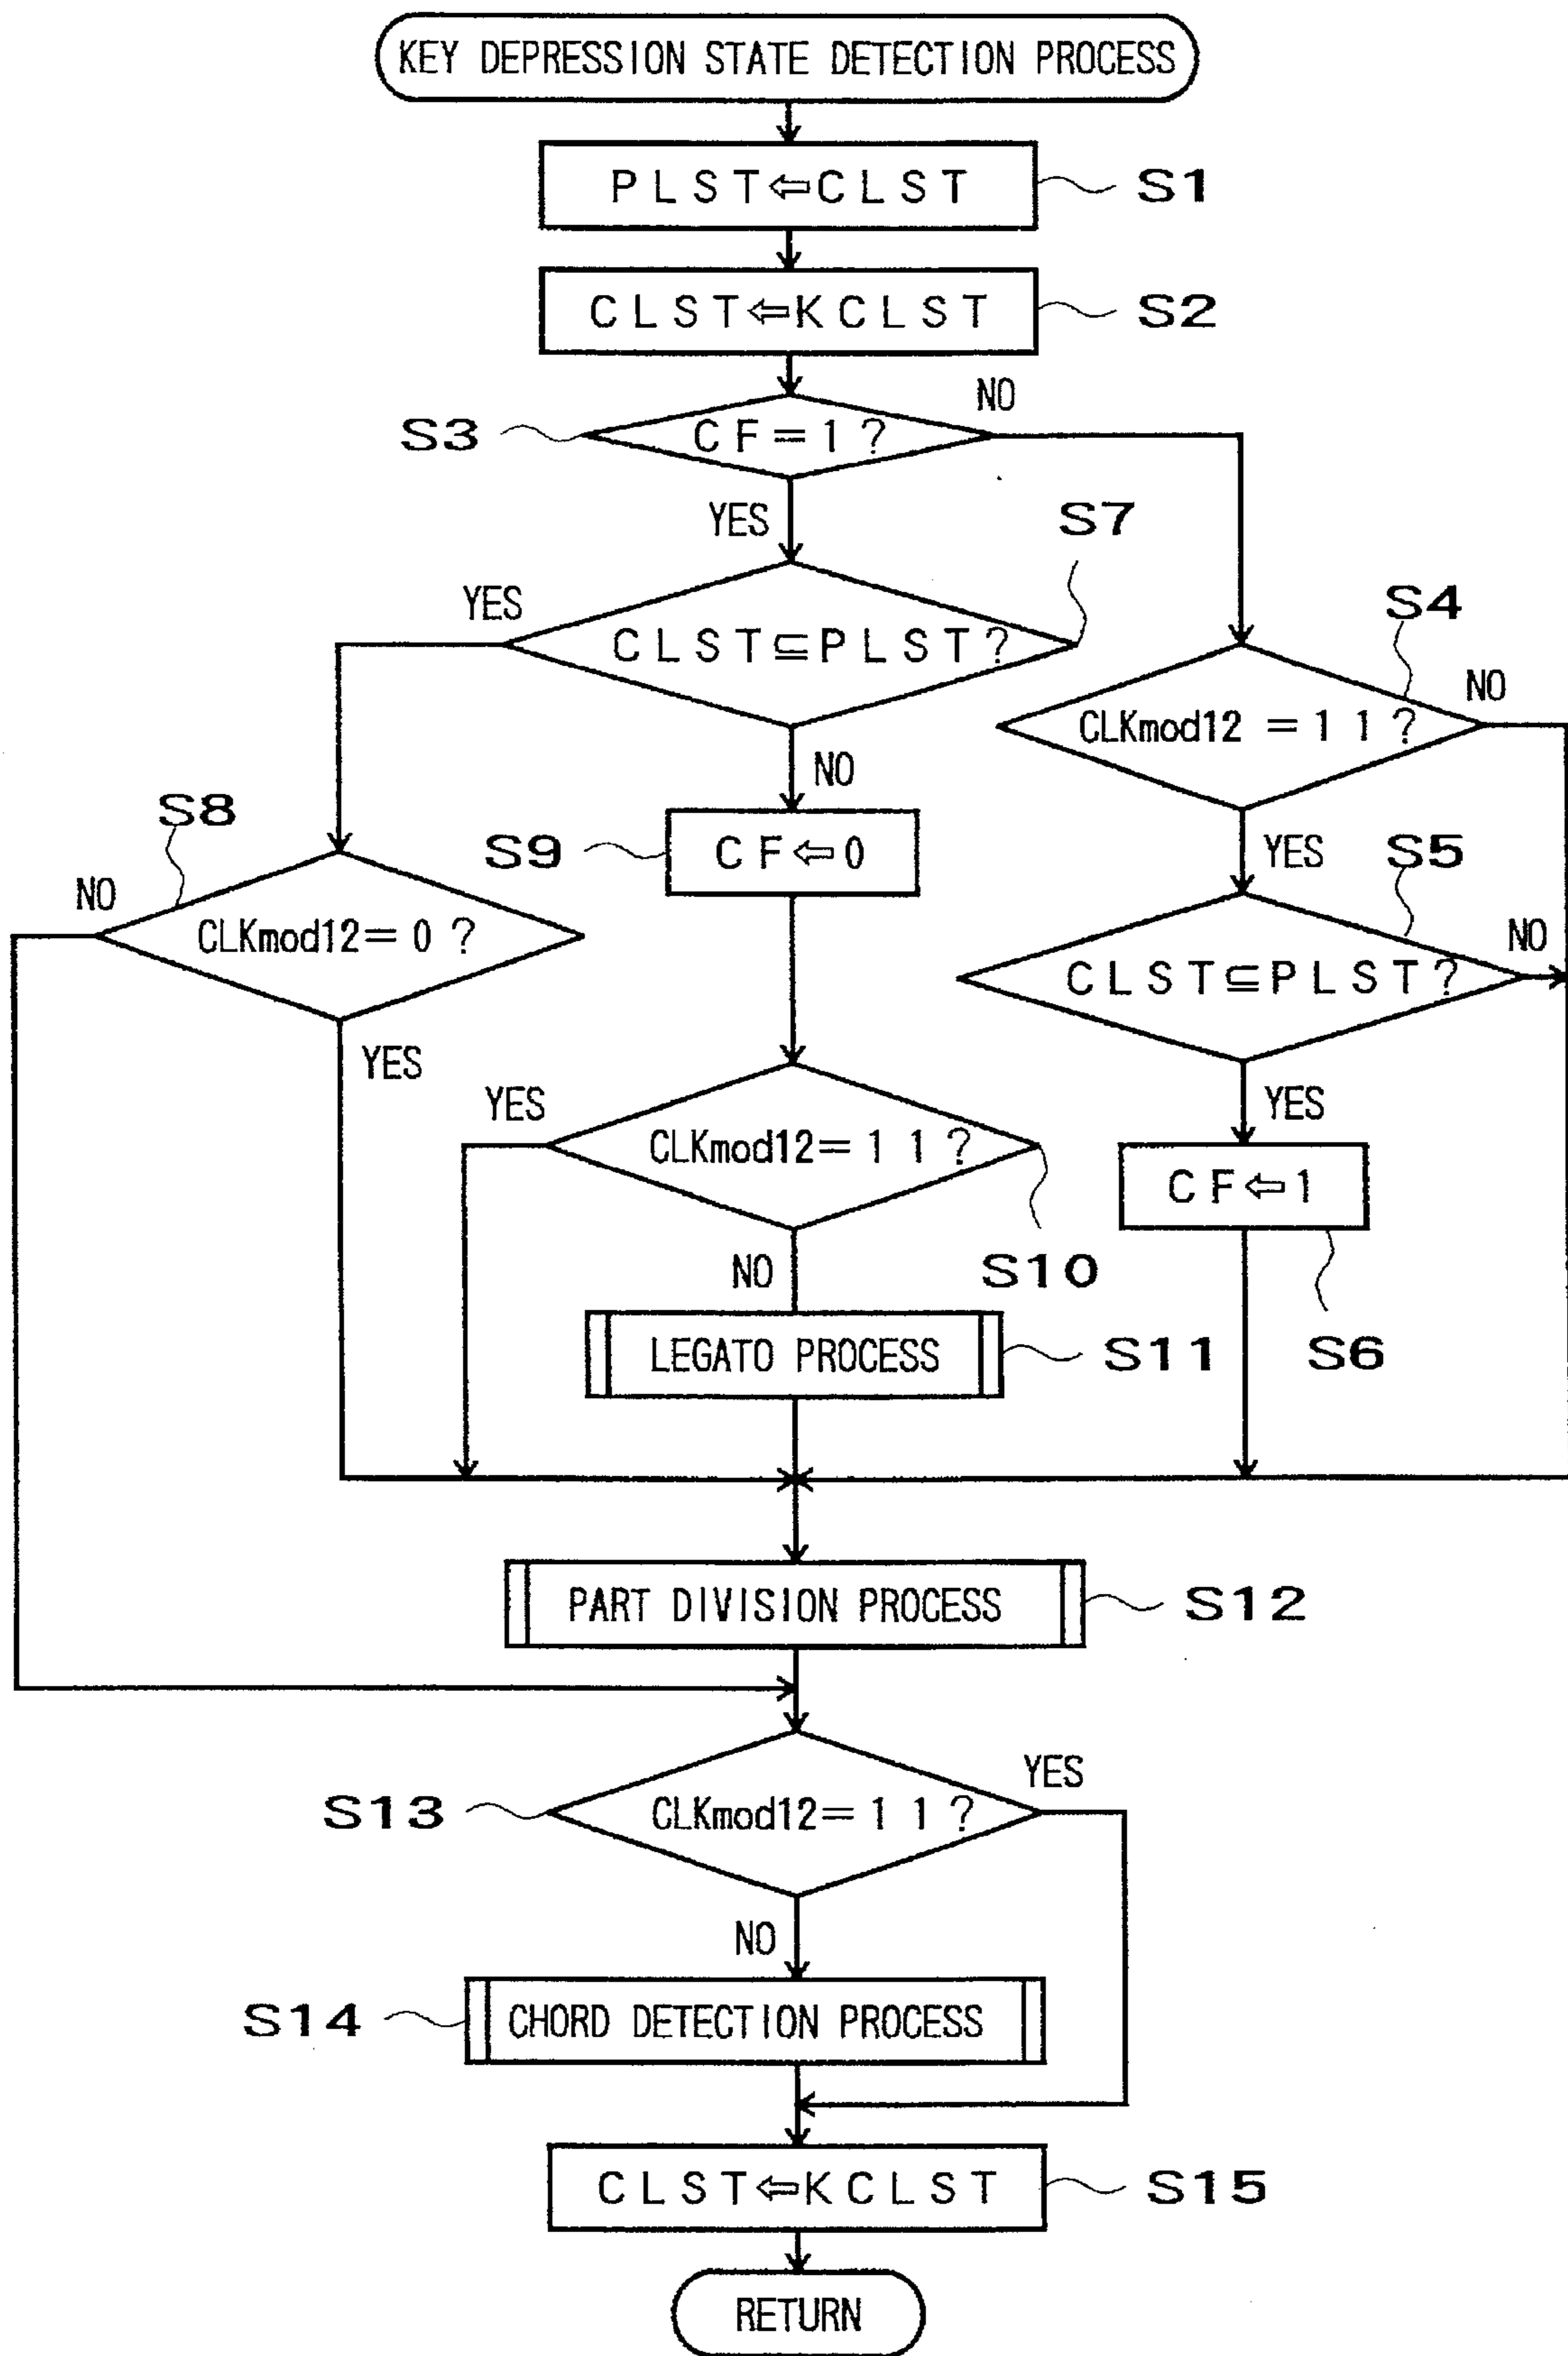 KEY DEPRESSION STATE DETECTION PROCESS
PLST⇐CLST
S1
CLST⇐KCLST
S2
S3
CF=1?
NO
YES
S7
YES
CLST⊆PLST?
S4
NO
CLKmod12 = 11?
NO
S8
S9
CF⇐0
YES
S5
NO
CLKmod12=0?
NO
CLST⊆PLST?
YES
YES
CLKmod12=11?
YES
CF⇐1
NO
S10
LEGATO PROCESS
S11
S6
PART DIVISION PROCESS
S12
YES
S13
CLKmod12=11?
NO
S14
CHORD DETECTION PROCESS
CLST⇐KCLST
S15
RETURN